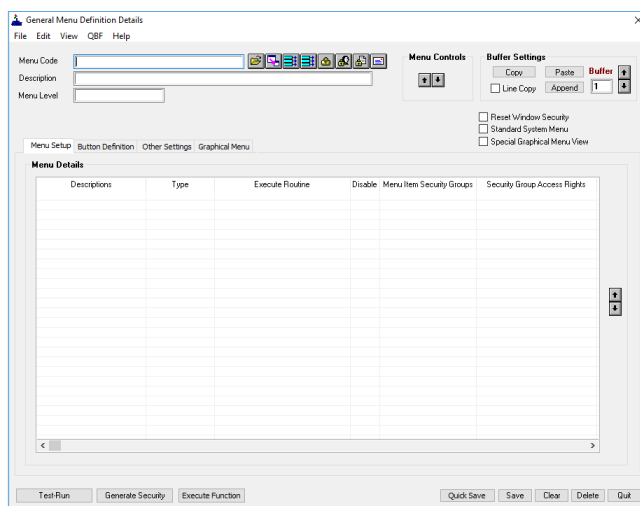 General Menu Definition Details
File Edit View QBF Help
Menu Code
Description
Menu Level
Menu Controls
Buffer Settings
Copy Paste Buffer
Line Copy Append 1
Reset Window Security
Standard System Menu
Special Graphical Menu View
Menu Setup Button Definition Other Settings Graphical Menu
Menu Details
Descriptions Type Execute Routine Disable Menu Item Security Groups Security Group Access Rights
Test-Run Generate Security Execute Function Quick Save Save Clear Delete Quit